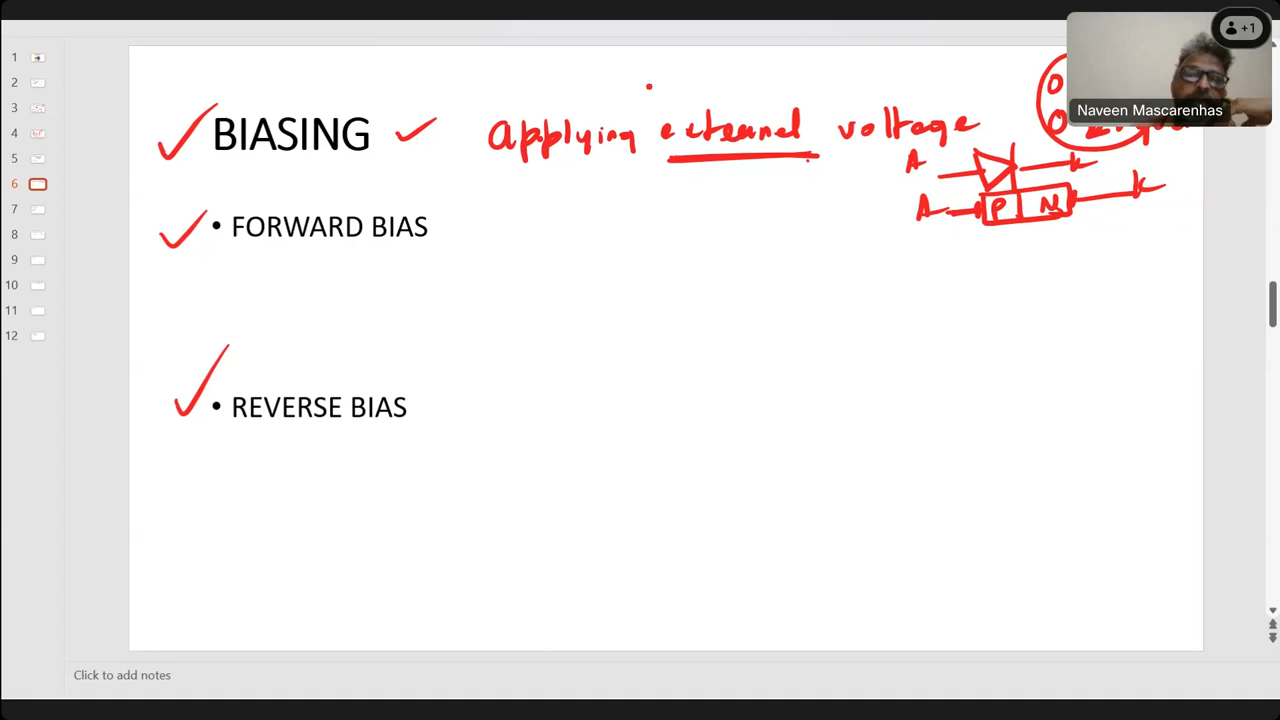 +1
Naveen Mascarenhas
1
2
3
4
5
6
7
8
9
10
11
12
BIASING applying external voltage
A K
A P N K
• FORWARD BIAS
• REVERSE BIAS
Click to add notes